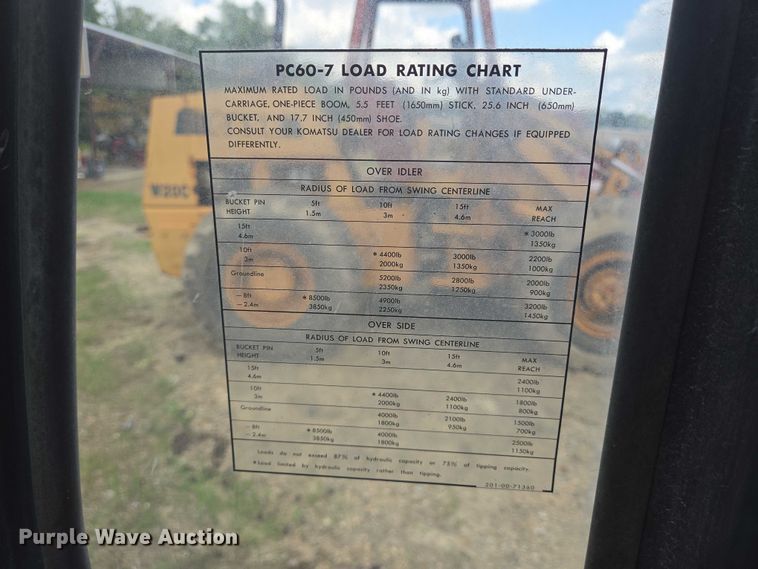 PC60-7 LOAD RATING CHART
MAXIMUM RATED LOAD IN POUNDS (AND IN kg) WITH STANDARD UNDER-
CARRIAGE, ONE-PIECE BOOM, 5.5 FEET (1650mm) STICK, 25.6 INCH (650mm)
BUCKET, AND 17.7 INCH (450mm) SHOE.
CONSULT YOUR KOMATSU DEALER FOR LOAD RATING CHANGES IF EQUIPPED
DIFFERENTLY.
OVER IDLER
RADIUS OF LOAD FROM SWING CENTERLINE
BUCKET PIN 5ft 10ft 15ft MAX
HEIGHT 1.5m 3m 4.6m REACH
15ft * 3000lb
4.6m 1350kg
10ft * 4400lb 3000lb 2200lb
3m 2000kg 1350kg 1000kg
Groundline 5200lb 2800lb 2000lb
2350kg 1250kg 900kg
-8ft * 8500lb 4900lb 3200lb
-2.4m 3850kg 2250kg 1450kg
OVER SIDE
RADIUS OF LOAD FROM SWING CENTERLINE
BUCKET PIN 5ft 10ft 15ft MAX
HEIGHT 1.5m 3m 4.6m REACH
15ft 2400lb
4.6m 1100kg
10ft * 4400lb 2400lb 1800lb
3m 2000kg 1100kg 800kg
Groundline 4000lb 2100lb 1500lb
1800kg 950kg 700kg
-8ft * 8500lb 4000lb 2500lb
-2.4m 3850kg 1800kg 1150kg
Loads do not exceed 87% of hydraulic capacity or 75% of tipping capacity.
* Load limited by hydraulic capacity rather than tipping.
201-00-71360
W20C
Purple Wave Auction